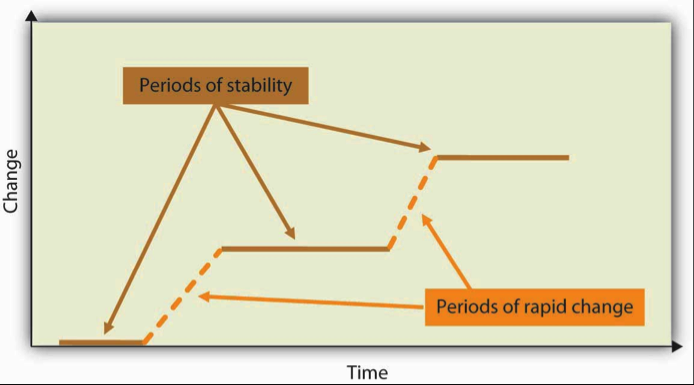 Periods of stability
Change
Periods of rapid change
Time